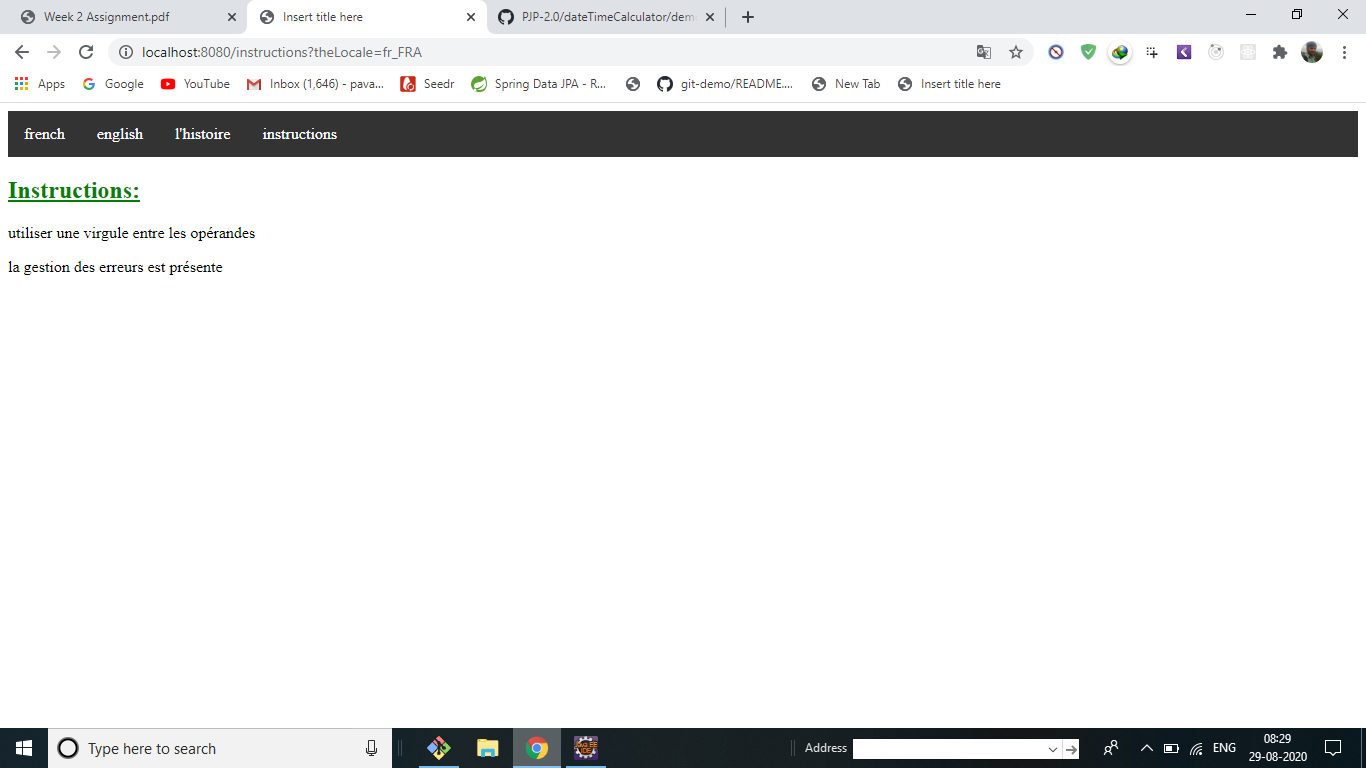 Week 2 Assignment.pdf
Insert title here
PJP-2.0/dateTimeCalculator/dem
localhost:8080/instructions?theLocale=fr_FRA
Apps
Google
YouTube
Inbox (1,646) - pava...
Seedr
Spring Data JPA - R...
git-demo/README....
New Tab
Insert title here
french
english
l'histoire
instructions
Instructions:
utiliser une virgule entre les opérandes
la gestion des erreurs est présente
Type here to search
Address
ENG
08:29
29-08-2020